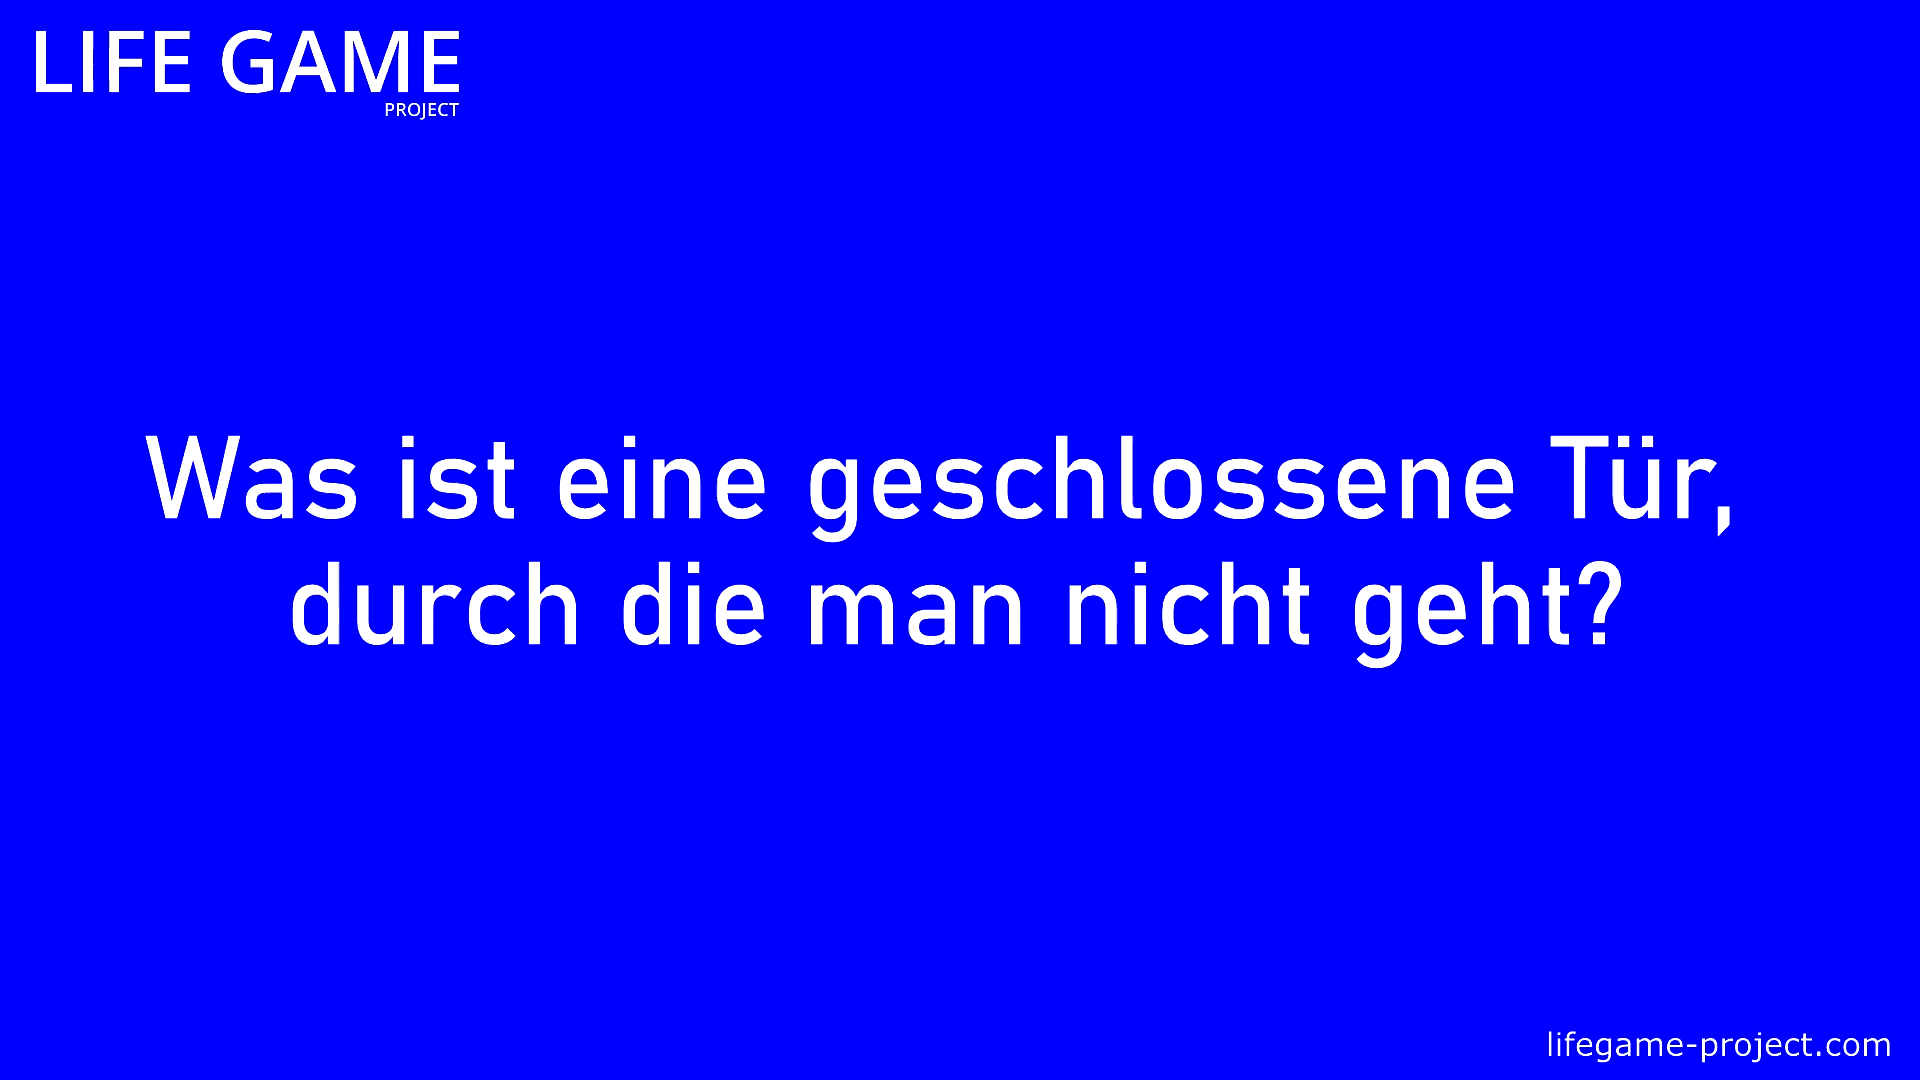 LIFE GAME
PROJECT
Was ist eine geschlossene Tür,
durch die man nicht geht?
lifegame-project.com